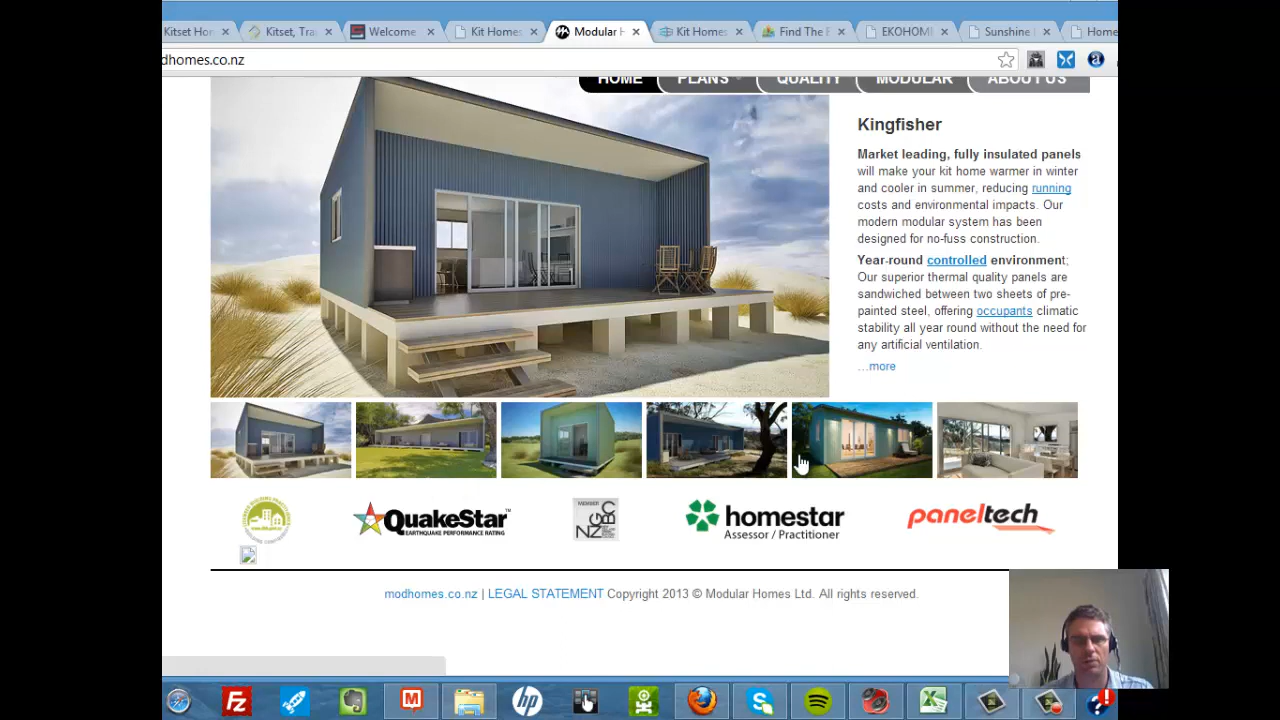 Kitset Hor
Kitset, Tra
Welcome
Kit Homes
Modular H
Kit Homes
Find The F
EKOHOMI
Sunshine
Home
dhomes.co.nz
HOME
PLANS
QUALITY
MODULAR
ABOUT US
Kingfisher
Market leading, fully insulated panels
will make your kit home warmer in winter
and cooler in summer, reducing running
costs and environmental impacts. Our
modern modular system has been
designed for no-fuss construction.
Year-round controlled environment;
Our superior thermal quality panels are
sandwiched between two sheets of pre-
painted steel, offering occupants climatic
stability all year round without the need for
any artificial ventilation.
...more
QuakeStar™
EARTHQUAKE PERFORMANCE RATING
MEMBER
NZGBC
homestar
Assessor / Practitioner
paneltech
modhomes.co.nz | LEGAL STATEMENT Copyright 2013 © Modular Homes Ltd. All rights reserved.